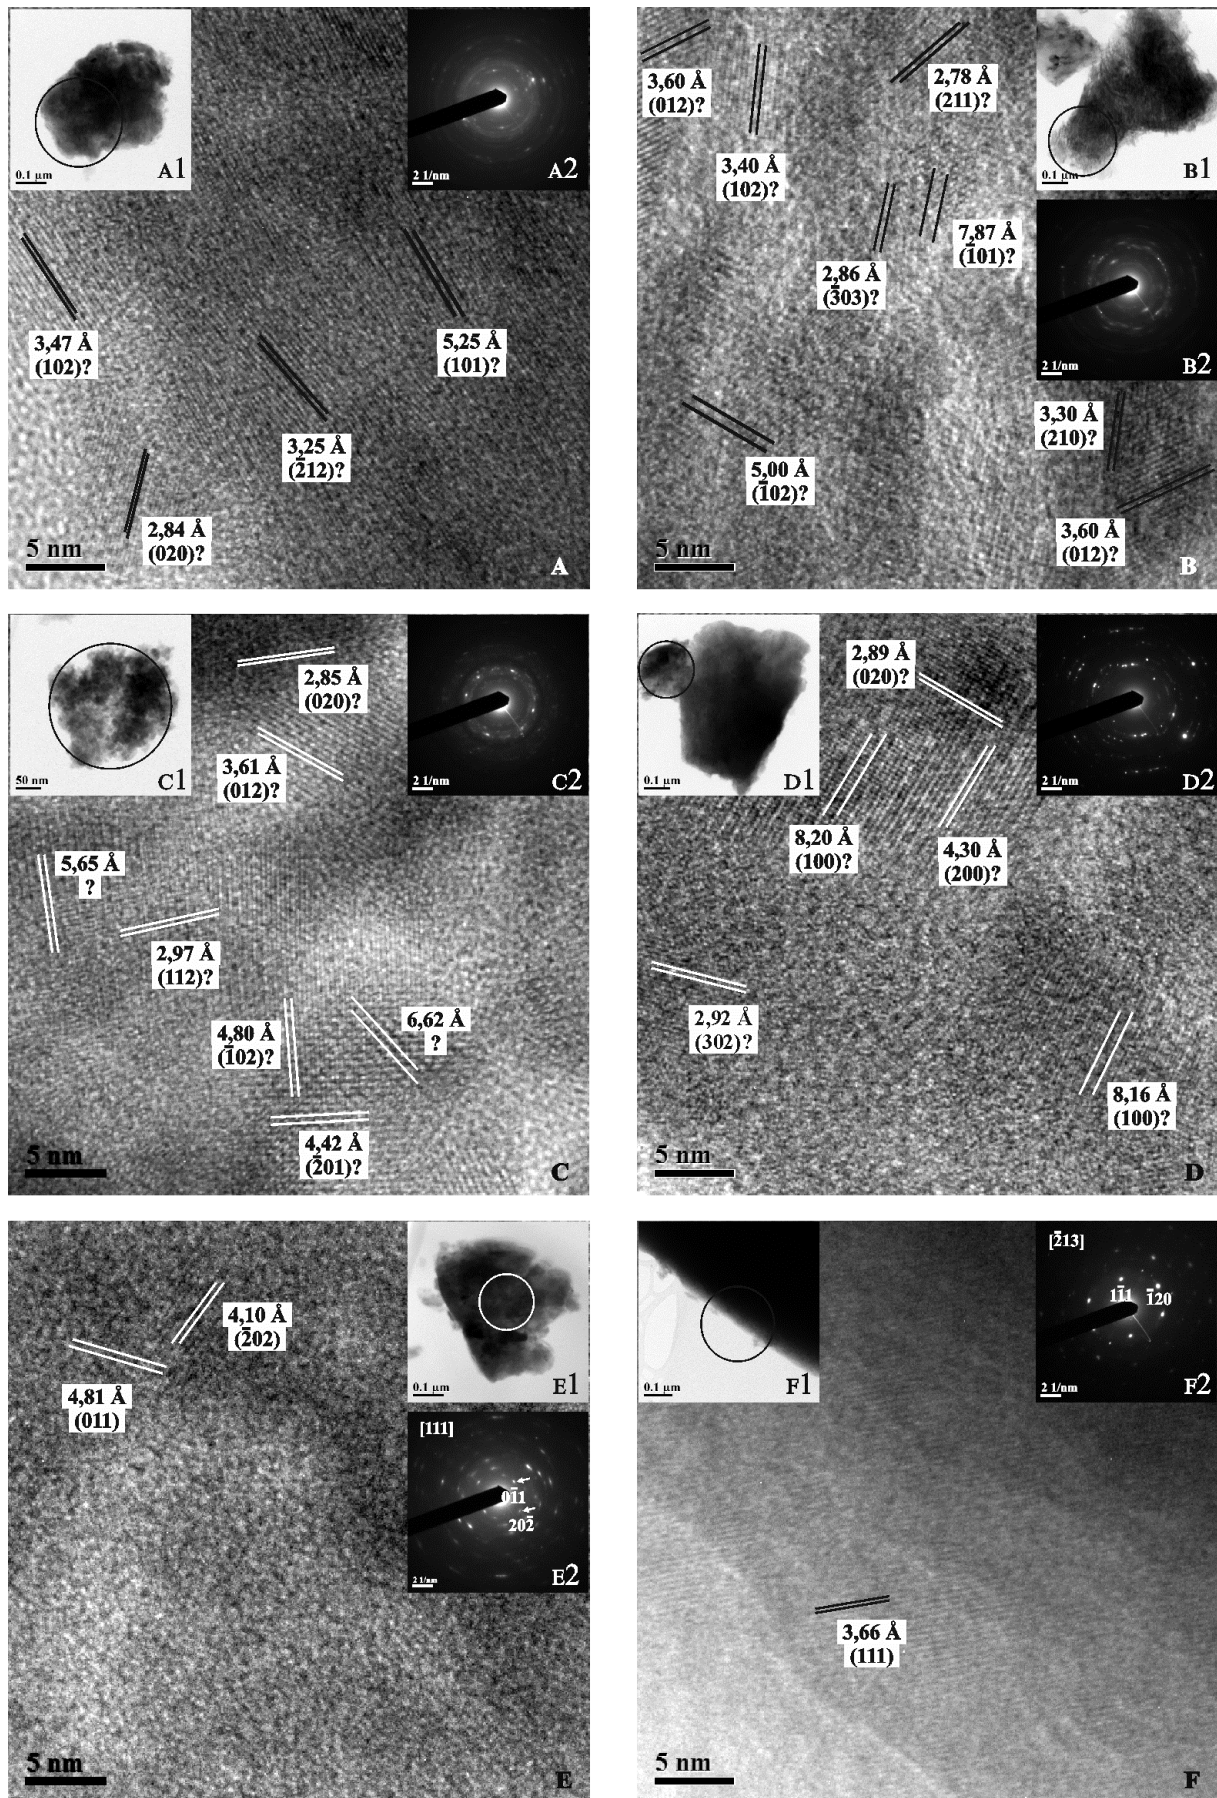 0.1 µm
A1
2 1/nm
A2
3,47 Å
(102)?
5,25 Å
(101)?
3,25 Å
(2̅12)?
2,84 Å
(020)?
5 nm
A
3,60 Å
(012)?
2,78 Å
(211)?
0.1 µm
B1
3,40 Å
(102)?
7,87 Å
(1̅01)?
2,86 Å
(3̅03)?
2 1/nm
B2
3,30 Å
(210)?
5,00 Å
(1̅02)?
3,60 Å
(012)?
5 nm
B
50 nm
C1
2,85 Å
(020)?
2 1/nm
C2
3,61 Å
(012)?
5,65 Å
?
2,97 Å
(112)?
4,80 Å
(1̅02)?
6,62 Å
?
4,42 Å
(2̅01)?
5 nm
C
0.1 µm
D1
2,89 Å
(020)?
2 1/nm
D2
8,20 Å
(100)?
4,30 Å
(200)?
2,92 Å
(302)?
8,16 Å
(100)?
5 nm
D
4,10 Å
(2̅02)
4,81 Å
(011)
0.1 µm
E1
[111]
01̅1
202̅
2 1/nm
E2
5 nm
E
0.1 µm
F1
[2̅13]
11̅1
1̅20
2 1/nm
F2
3,66 Å
(111)
5 nm
F